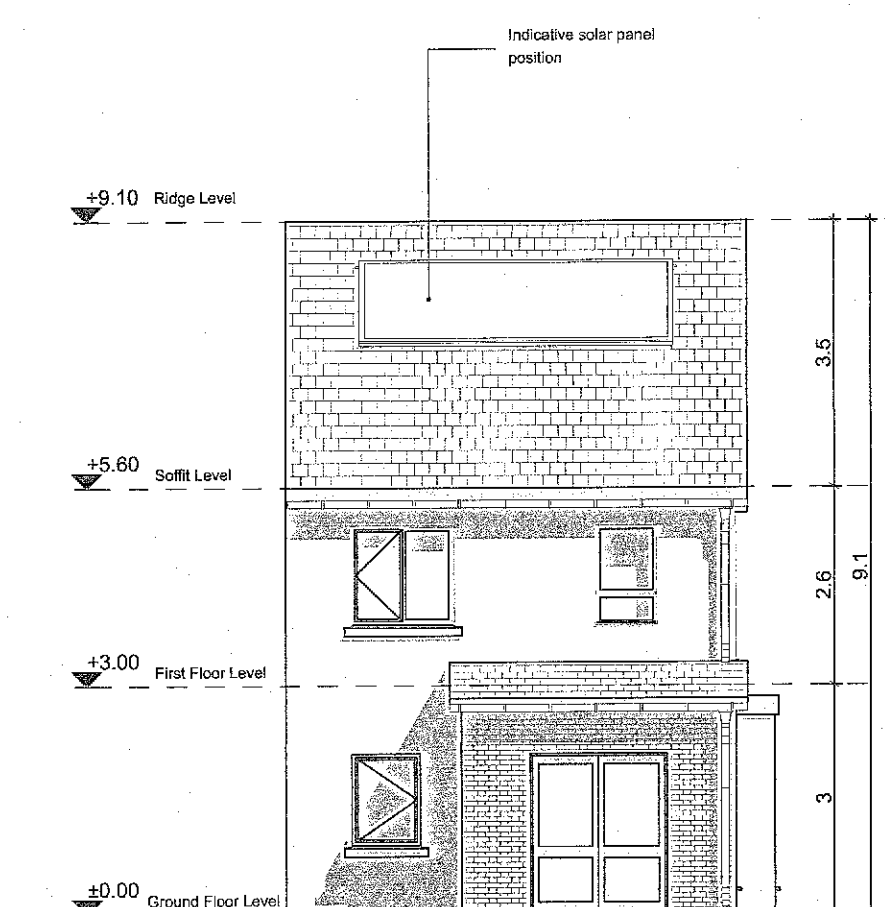 Indicative solar panel
position
+9.10 Ridge Level
3.5
+5.60 Soffit Level
2.6
9.1
+3.00 First Floor Level
3
±0.00 Ground Floor Level